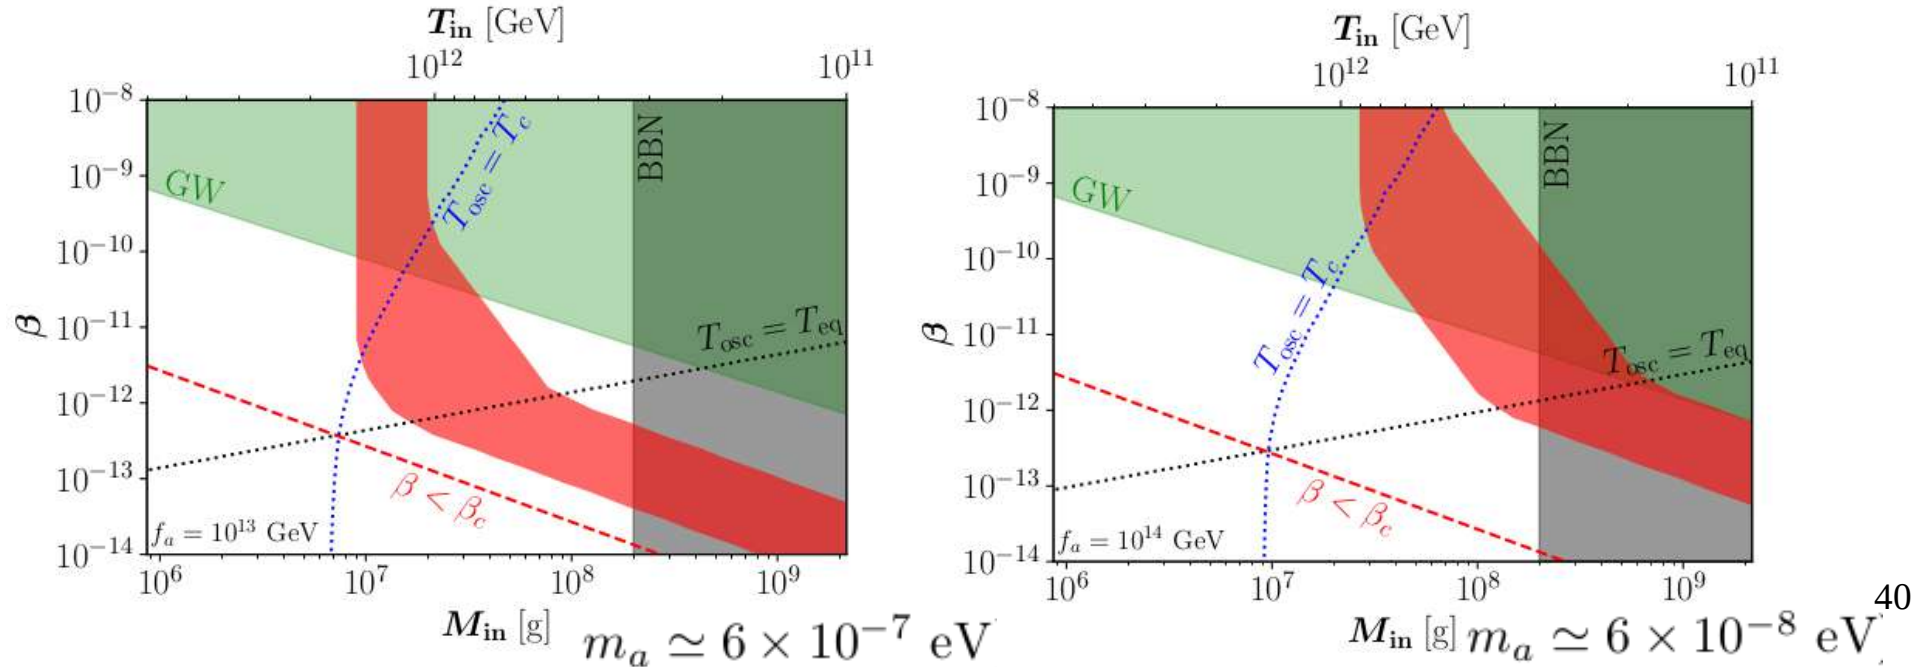 T_in [GeV]
10^12
10^11
10^-8
10^-9
10^-10
10^-11
10^-12
10^-13
10^-14
β
GW
T_osc = T_c
BBN
T_osc = T_eq
β < β_c
f_a = 10^13 GeV
10^6
10^7
10^8
10^9
M_in [g]
m_a ≃ 6 × 10^-7 eV
T_in [GeV]
10^12
10^11
10^-8
10^-9
10^-10
10^-11
10^-12
10^-13
10^-14
β
GW
T_osc = T_c
BBN
T_osc = T_eq
β < β_c
f_a = 10^14 GeV
10^6
10^7
10^8
10^9
M_in [g]
m_a ≃ 6 × 10^-8 eV
40